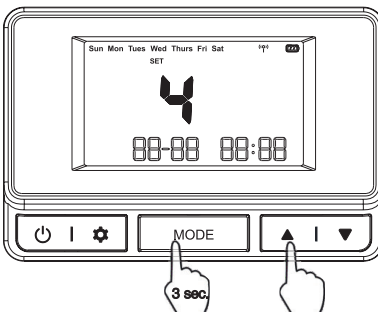 Sun Mon Tues Wed Thurs Fri Sat
SET
4
88-88 88:88
MODE
3 sec.